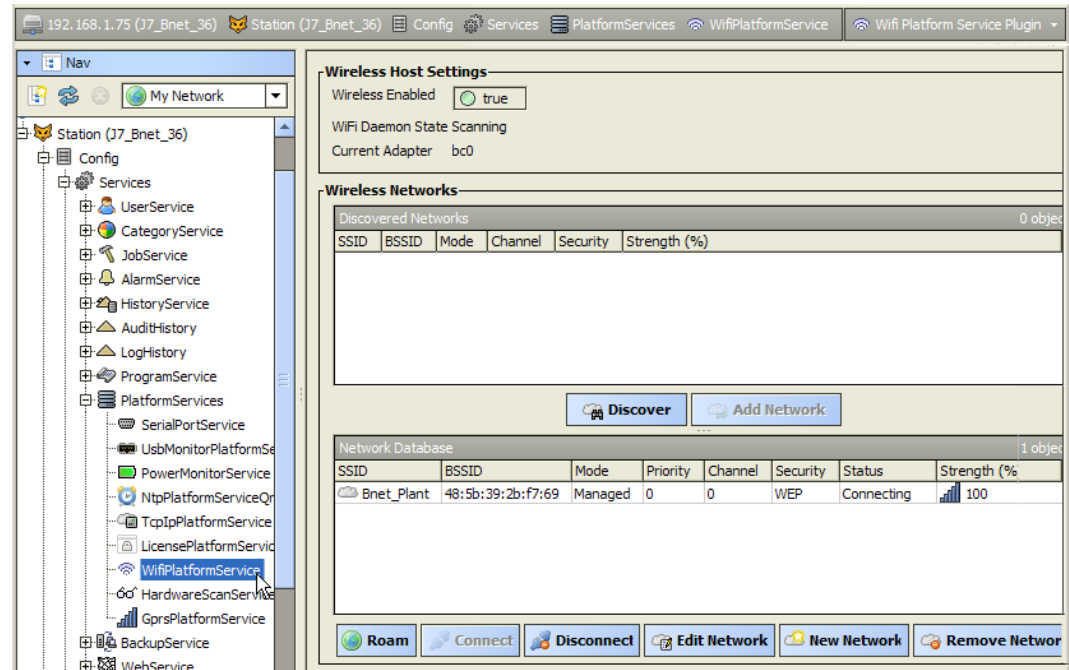 192.168.1.75 (J7_Bnet_36) Station (J7_Bnet_36) Config Services PlatformServices WifiPlatformService Wifi Platform Service Plugin
Nav
My Network
Station (J7_Bnet_36)
Config
Services
UserService
CategoryService
JobService
AlarmService
HistoryService
AuditHistory
LogHistory
ProgramService
PlatformServices
SerialPortService
UsbMonitorPlatformSe
PowerMonitorService
NtpPlatformServiceQn
TcpIpPlatformService
LicensePlatformServic
WifiPlatformService
HardwareScanService
GprsPlatformService
BackupService
WebService
Wireless Host Settings
Wireless Enabled true
WiFi Daemon State Scanning
Current Adapter bc0
Wireless Networks
Discovered Networks 0 objec
SSID BSSID Mode Channel Security Strength (%)
Discover Add Network
Network Database 1 objec
SSID BSSID Mode Priority Channel Security Status Strength (%
Bnet_Plant 48:5b:39:2b:f7:69 Managed 0 0 WEP Connecting 100
Roam Connect Disconnect Edit Network New Network Remove Networ